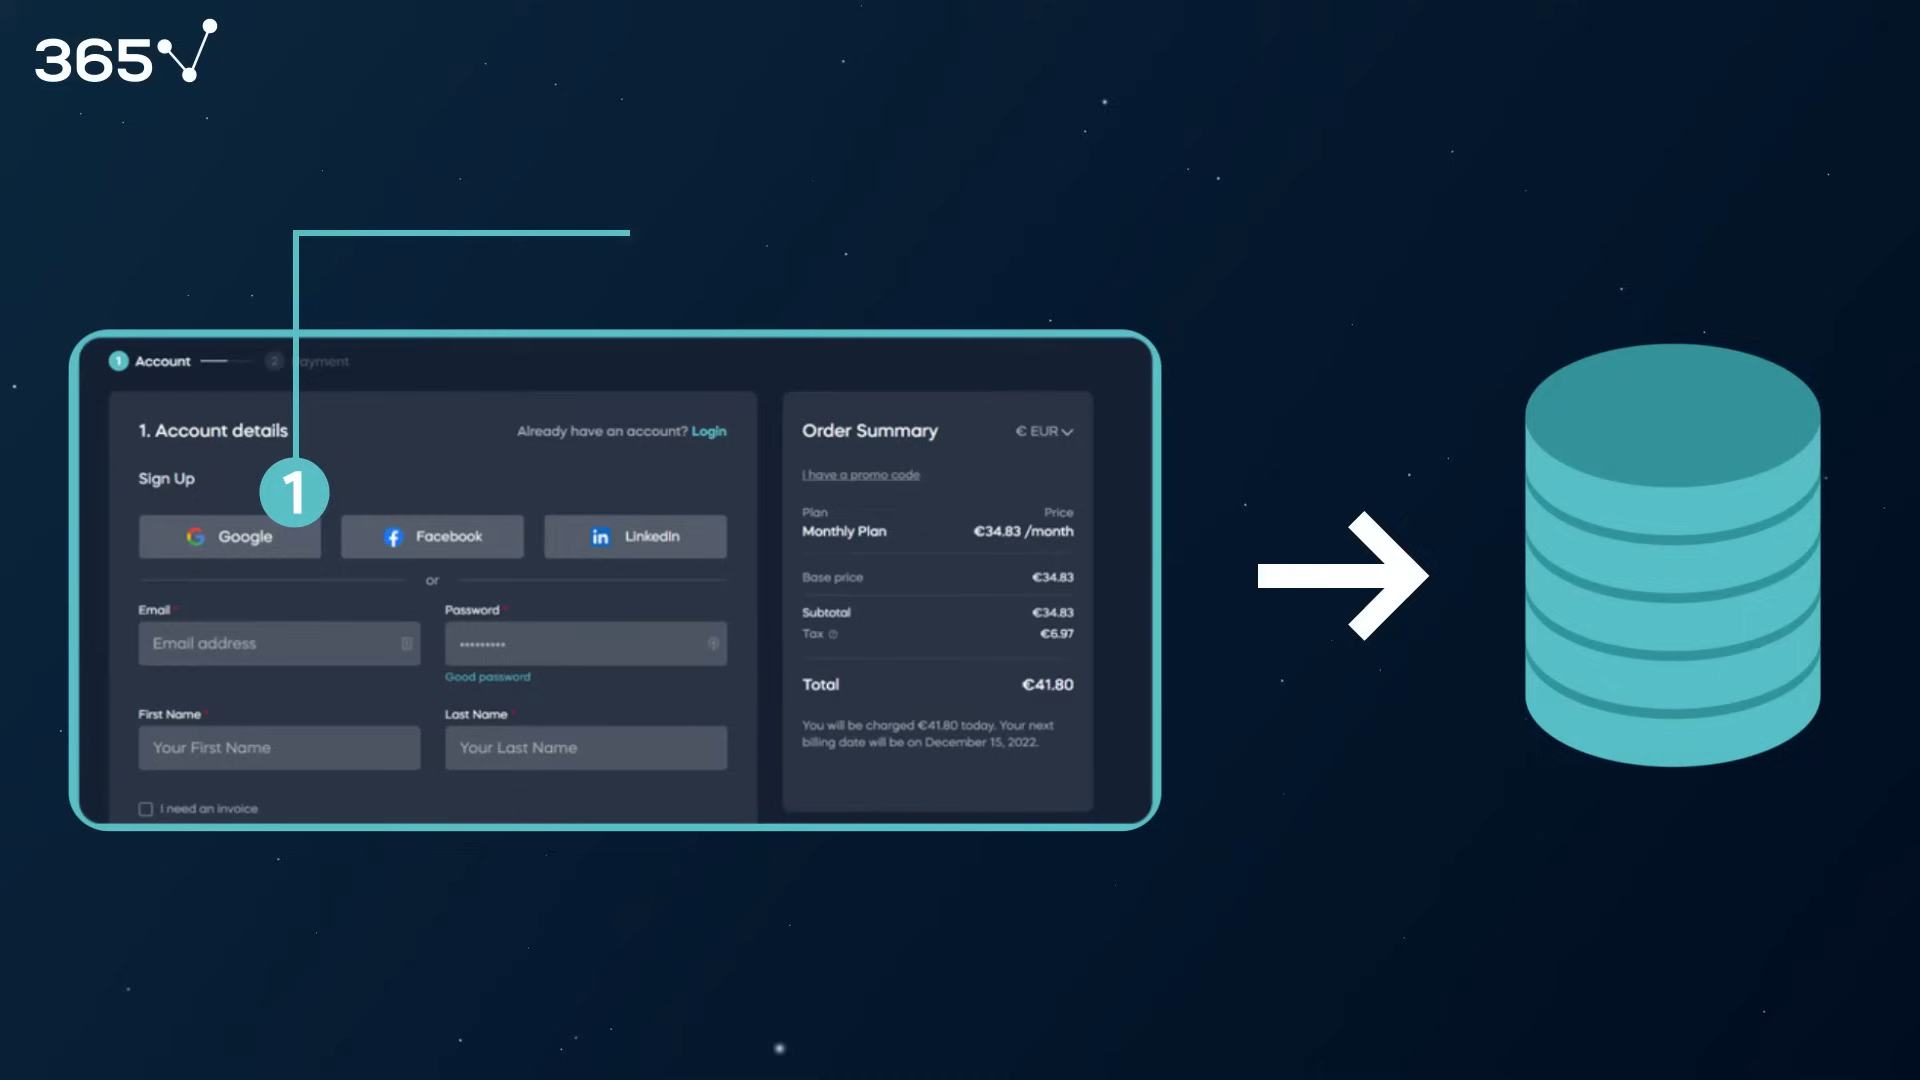 365
1 Account 2 ayment
1. Account details
Already have an account? Login
Sign Up
1
Google
Facebook
LinkedIn
or
Email *
Password *
Email address
•••••••••
Good password
First Name *
Last Name *
Your First Name
Your Last Name
I need an invoice
Order Summary
€ EUR
I have a promo code
Plan Price
Monthly Plan €34.83 /month
Base price €34.83
Subtotal €34.83
Tax €6.97
Total €41.80
You will be charged €41.80 today. Your next
billing date will be on December 15, 2022.